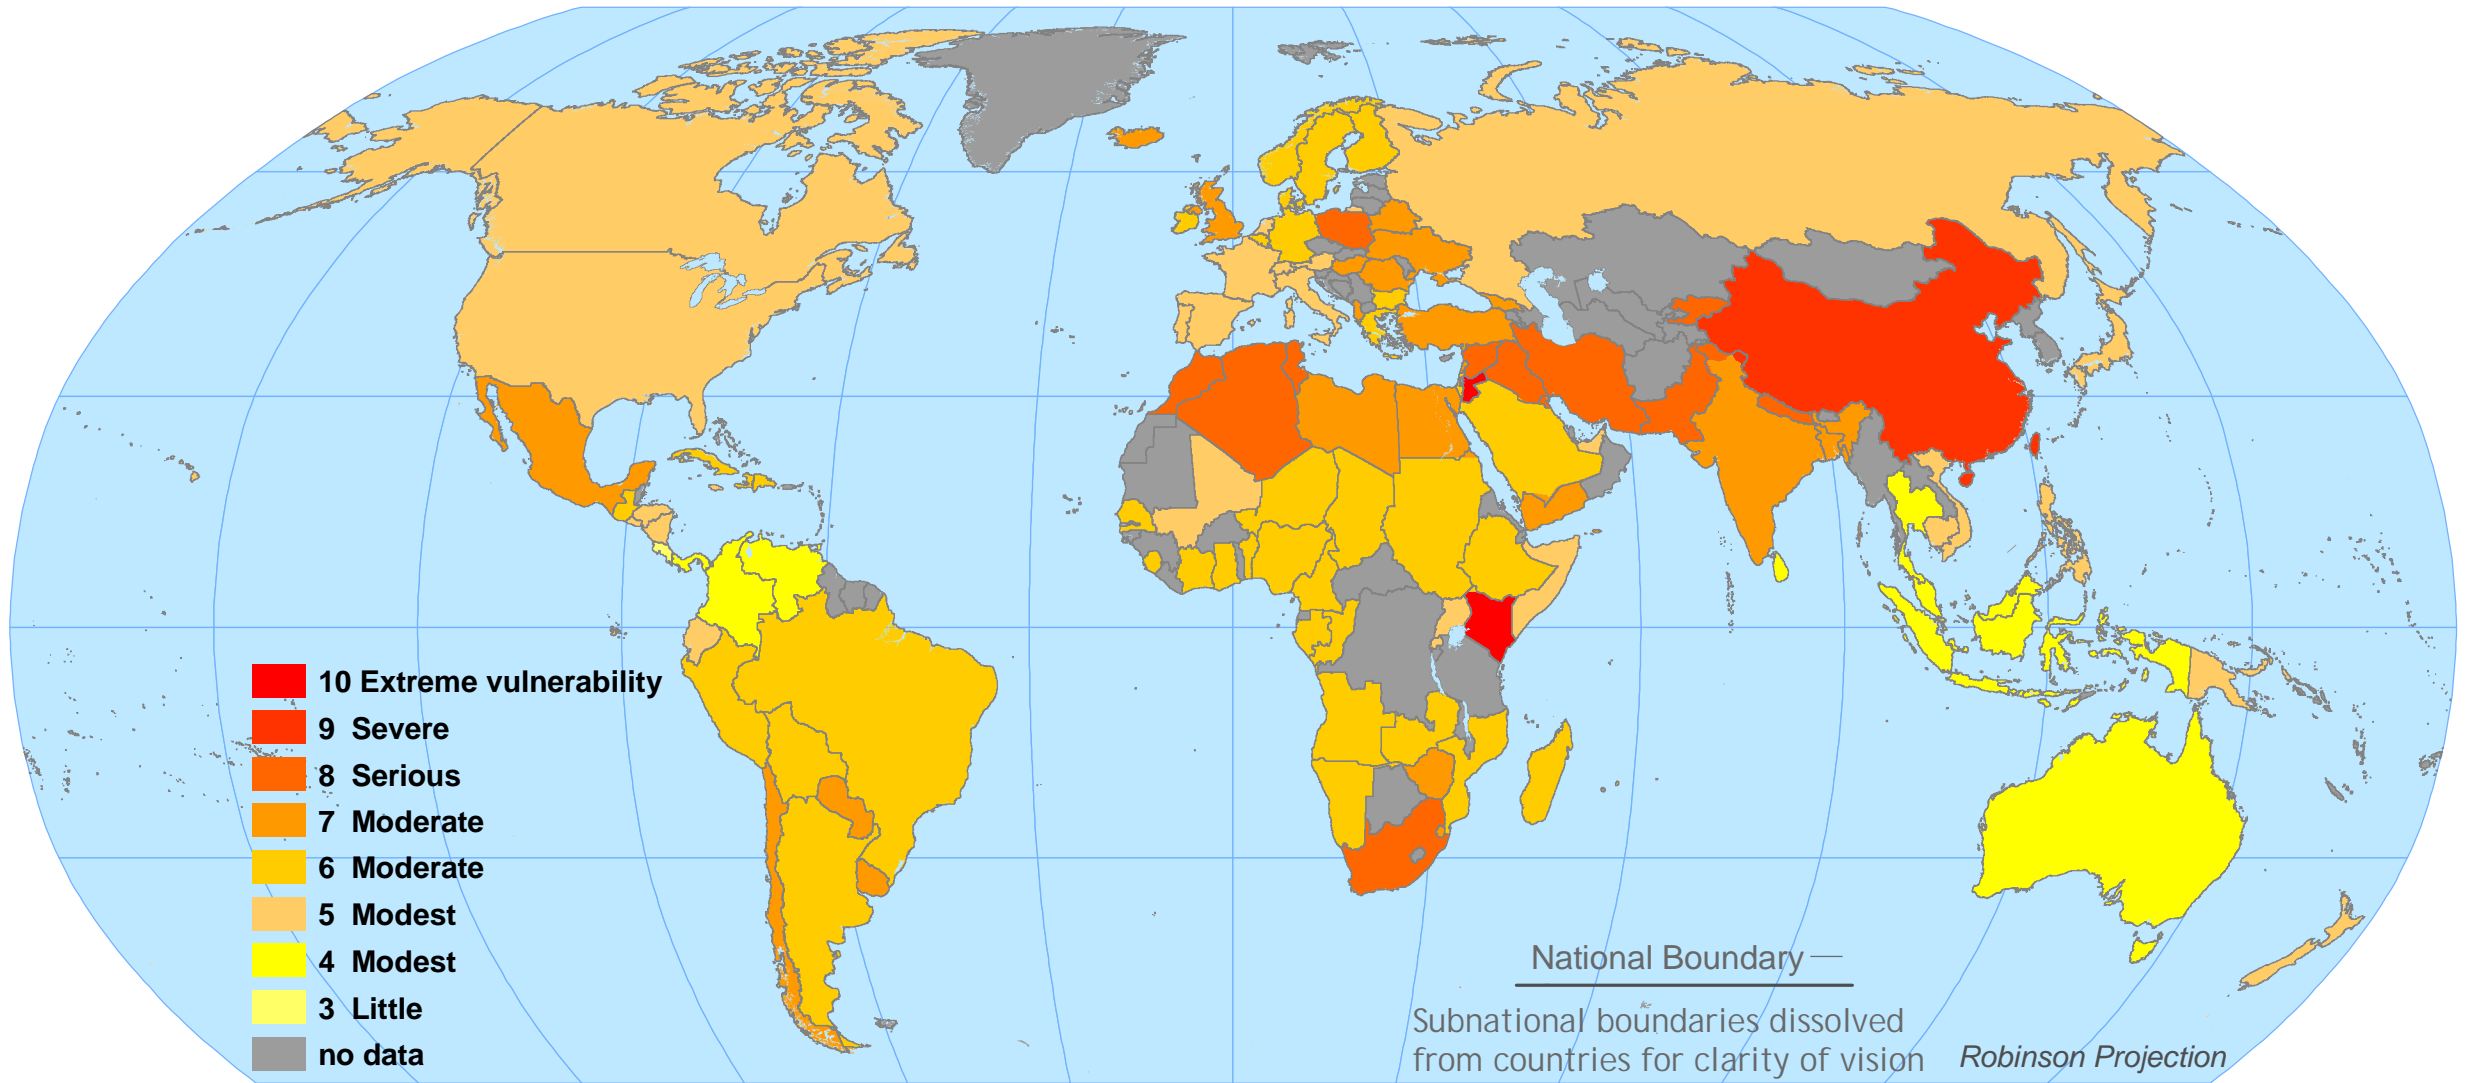 10 Extreme vulnerability
9 Severe
8 Serious
7 Moderate
6 Moderate
5 Modest
4 Modest
3 Little
no data
National Boundary
Subnational boundaries dissolved
from countries for clarity of vision
Robinson Projection